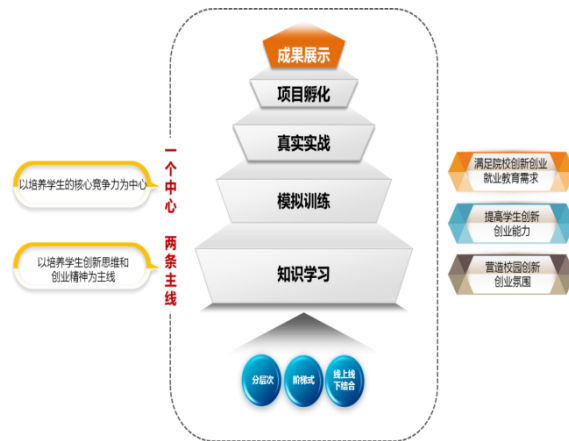 成果展示
项目孵化
真实实战
模拟训练
知识学习
一个中心
两条主线
以培养学生的核心竞争力为中心
以培养学生创新思维和
创业精神为主线
满足院校创新创业
就业教育需求
提高学生创新
创业能力
营造校园创新
创业氛围
分层次
阶梯式
线上线
下结合